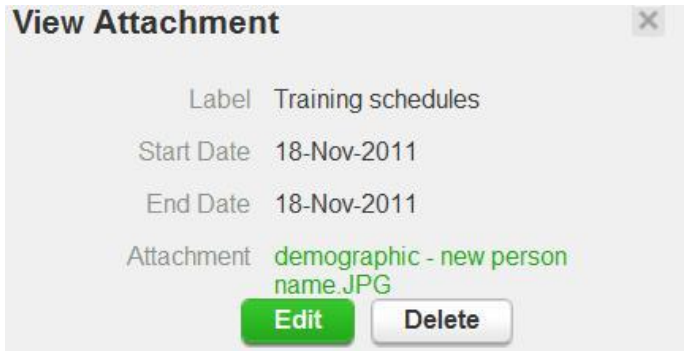 View Attachment
Label Training schedules
Start Date 18-Nov-2011
End Date 18-Nov-2011
Attachment demographic - new person
name.JPG
Edit Delete